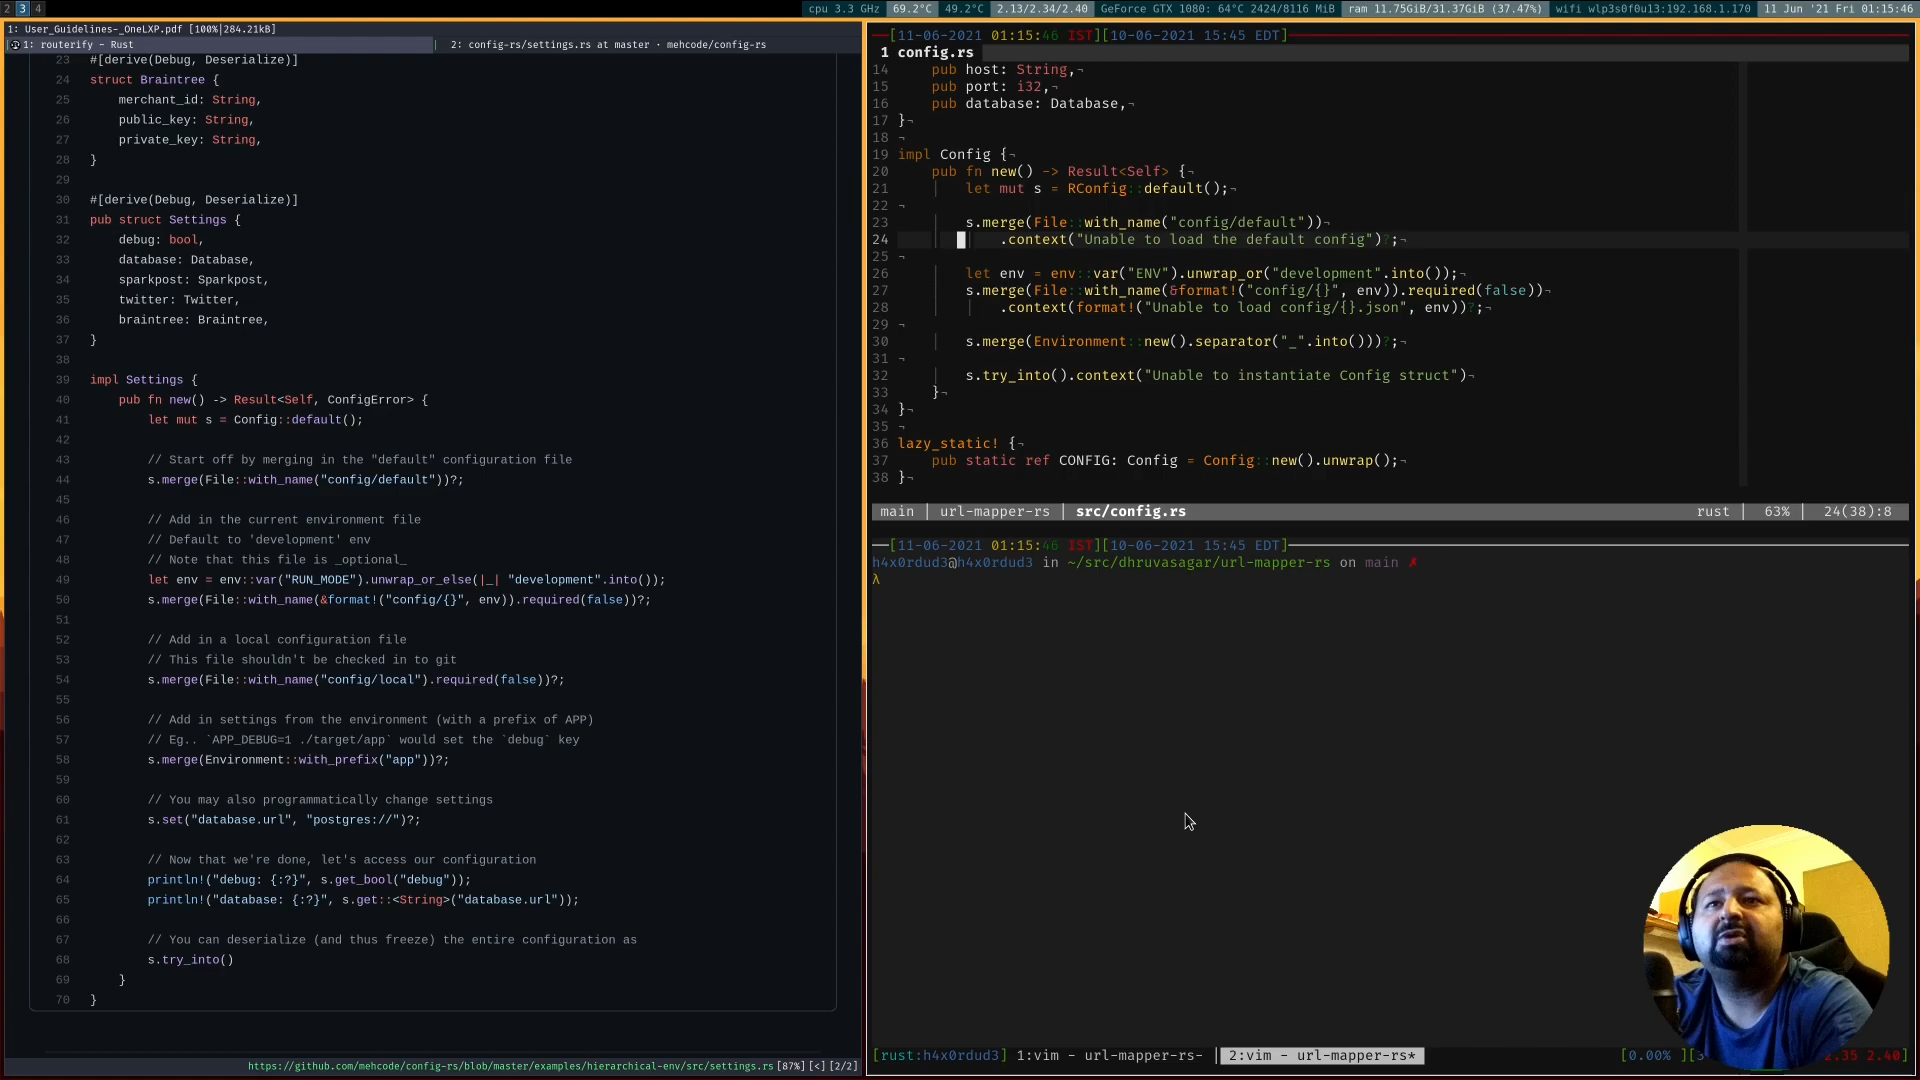 2 3 4 cpu 3.3 GHz 69.2°C 49.2°C 2.13/2.34/2.40 GeForce GTX 1080: 64°C 2424/8116 MiB ram 11.75GiB/31.37GiB (37.47%) wifi wlp3s0f0u13:192.168.1.170 11 Jun '21 Fri 01:15:46
1: User_Guidelines-_OneLXP.pdf [100%|284.21kB]
1: routerify - Rust 2: config-rs/settings.rs at master · mehcode/config-rs
23 #[derive(Debug, Deserialize)]
24 struct Braintree {
25 merchant_id: String,
26 public_key: String,
27 private_key: String,
28 }
29
30 #[derive(Debug, Deserialize)]
31 pub struct Settings {
32 debug: bool,
33 database: Database,
34 sparkpost: Sparkpost,
35 twitter: Twitter,
36 braintree: Braintree,
37 }
38
39 impl Settings {
40 pub fn new() -> Result<Self, ConfigError> {
41 let mut s = Config::default();
42
43 // Start off by merging in the "default" configuration file
44 s.merge(File::with_name("config/default"))?;
45
46 // Add in the current environment file
47 // Default to 'development' env
48 // Note that this file is _optional_
49 let env = env::var("RUN_MODE").unwrap_or_else(|_| "development".into());
50 s.merge(File::with_name(&format!("config/{}", env)).required(false))?;
51
52 // Add in a local configuration file
53 // This file shouldn't be checked in to git
54 s.merge(File::with_name("config/local").required(false))?;
55
56 // Add in settings from the environment (with a prefix of APP)
57 // Eg.. `APP_DEBUG=1 ./target/app` would set the `debug` key
58 s.merge(Environment::with_prefix("app"))?;
59
60 // You may also programmatically change settings
61 s.set("database.url", "postgres://")?;
62
63 // Now that we're done, let's access our configuration
64 println!("debug: {:?}", s.get_bool("debug"));
65 println!("database: {:?}", s.get::<String>("database.url"));
66
67 // You can deserialize (and thus freeze) the entire configuration as
68 s.try_into()
69 }
70 }
https://github.com/mehcode/config-rs/blob/master/examples/hierarchical-env/src/settings.rs [87%][<][2/2]
[11-06-2021 01:15:46 IST][10-06-2021 15:45 EDT]
1 config.rs
14 pub host: String,¬
15 pub port: i32,¬
16 pub database: Database,¬
17 }¬
18 ¬
19 impl Config {¬
20 pub fn new() -> Result<Self> {¬
21 let mut s = RConfig::default();¬
22 ¬
23 s.merge(File::with_name("config/default"))¬
24 .context("Unable to load the default config")?;¬
25 ¬
26 let env = env::var("ENV").unwrap_or("development".into());¬
27 s.merge(File::with_name(&format!("config/{}", env)).required(false))¬
28 .context(format!("Unable to load config/{}.json", env))?;¬
29 ¬
30 s.merge(Environment::new().separator("_".into()))?;¬
31 ¬
32 s.try_into().context("Unable to instantiate Config struct")¬
33 }¬
34 }¬
35 ¬
36 lazy_static! {¬
37 pub static ref CONFIG: Config = Config::new().unwrap();¬
38 }¬
main | url-mapper-rs | src/config.rs rust | 63% | 24(38):8
[11-06-2021 01:15:46 IST][10-06-2021 15:45 EDT]
h4x0rdud3@h4x0rdud3 in ~/src/dhruvasagar/url-mapper-rs on main ✗
λ
[rust:h4x0rdud3] 1:vim - url-mapper-rs- | 2:vim - url-mapper-rs* [0.00% ][3 2.35 2.40]